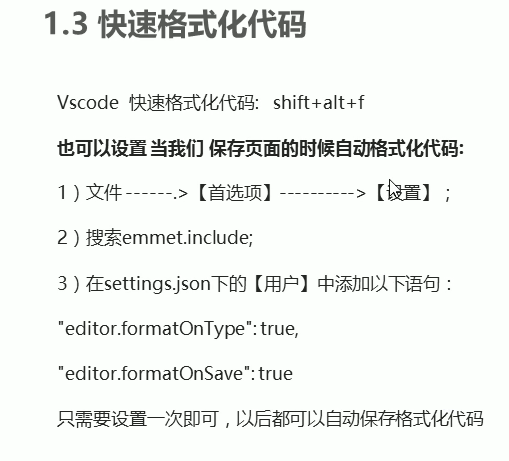 1.3 快速格式化代码
Vscode 快速格式化代码: shift+alt+f
也可以设置 当我们 保存页面的时候自动格式化代码:
1）文件 ------.>【首选项】---------->【设置】；
2）搜索emmet.include;
3）在settings.json下的【用户】中添加以下语句：
"editor.formatOnType": true,
"editor.formatOnSave": true
只需要设置一次即可，以后都可以自动保存格式化代码